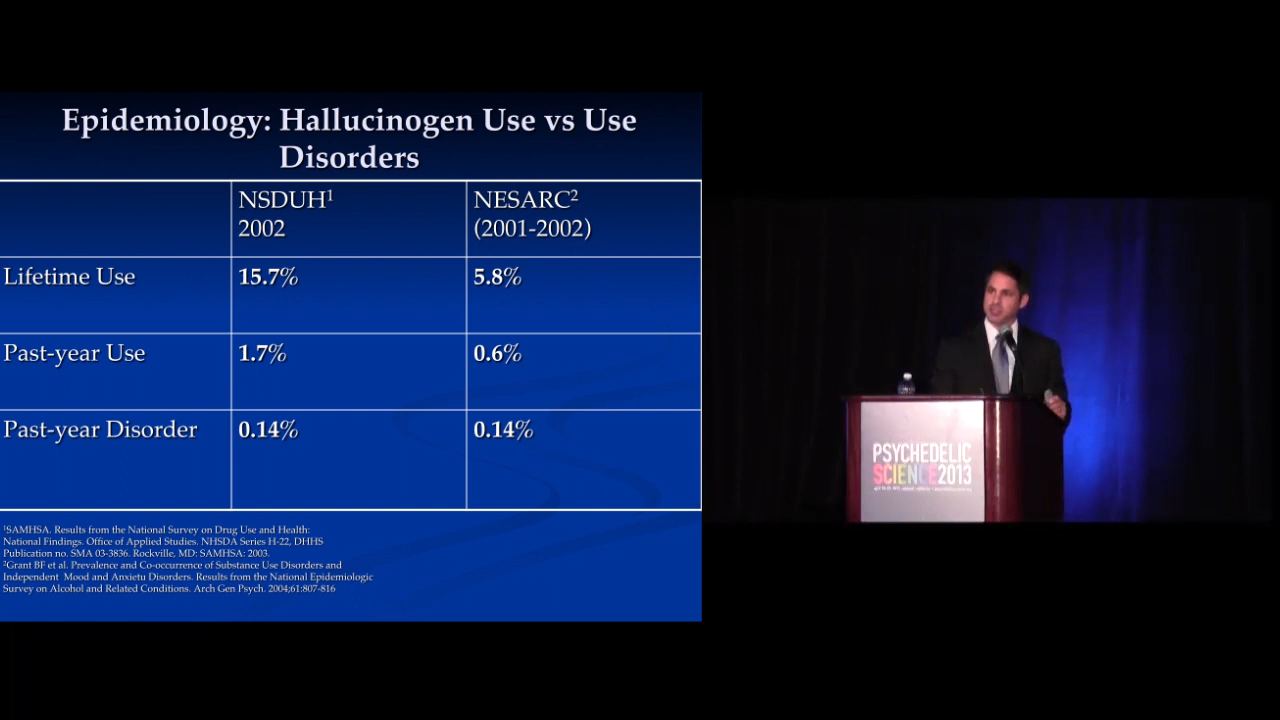 Epidemiology: Hallucinogen Use vs Use
Disorders
NSDUH1
2002
NESARC2
(2001-2002)
Lifetime Use
15.7%
5.8%
Past-year Use
1.7%
0.6%
Past-year Disorder
0.14%
0.14%
1SAMHSA. Results from the National Survey on Drug Use and Health:
National Findings. Office of Applied Studies. NHSDA Series H-22, DHHS
Publication no. SMA 03-3836. Rockville, MD: SAMHSA: 2003.
2Grant BF et al. Prevalence and Co-occurrence of Substance Use Disorders and
Independent Mood and Anxietu Disorders. Results from the National Epidemiologic
Survey on Alcohol and Related Conditions. Arch Gen Psych. 2004;61:807-816
PSYCHEDELIC
SCIENCE2013